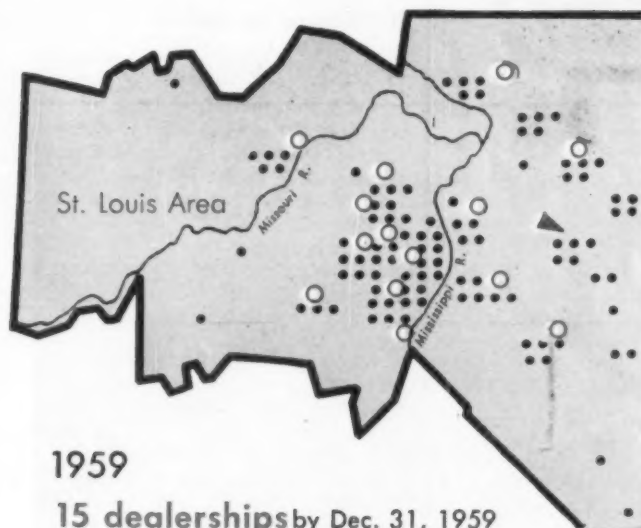 St. Louis Area
Missouri R.
Mississippi R.
1959
15 dealerships by Dec. 31, 1959